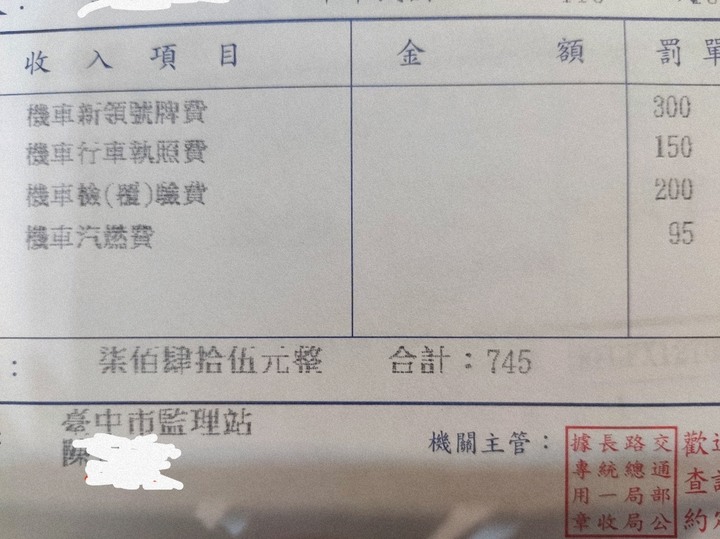 收入項目 金額 罰單
機車新領號牌費 300
機車行車執照費 150
機車檢(覆)驗費 200
機車汽燃費 95
: 柒佰肆拾伍元整 合計：745
臺中市監理站
陳
機關主管：
交通部公
路總局局
長統一收
據專用章
查
約定